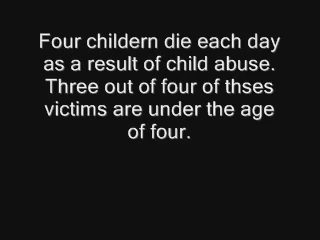 Four childern die each day
as a result of child abuse.
Three out of four of thses
victims are under the age
of four.